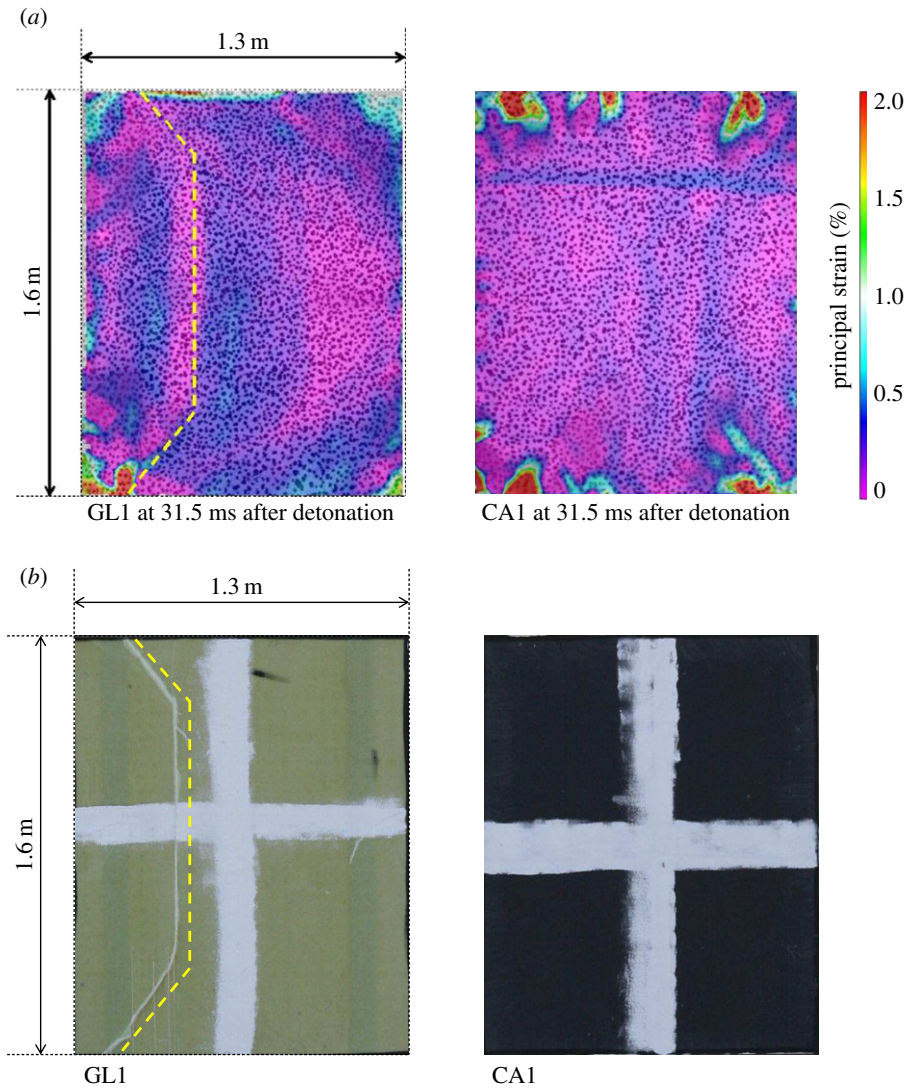 (a)
1.3 m
1.6 m
2.0
1.5
1.0
0.5
0
principal strain (%)
GL1 at 31.5 ms after detonation
CA1 at 31.5 ms after detonation
(b)
1.3 m
1.6 m
GL1
CA1